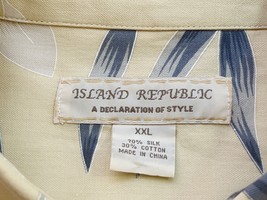 ISLAND REPUBLIC
A DECLARATION OF STYLE
XXL
70% SILK
30% COTTON
MADE IN CHINA